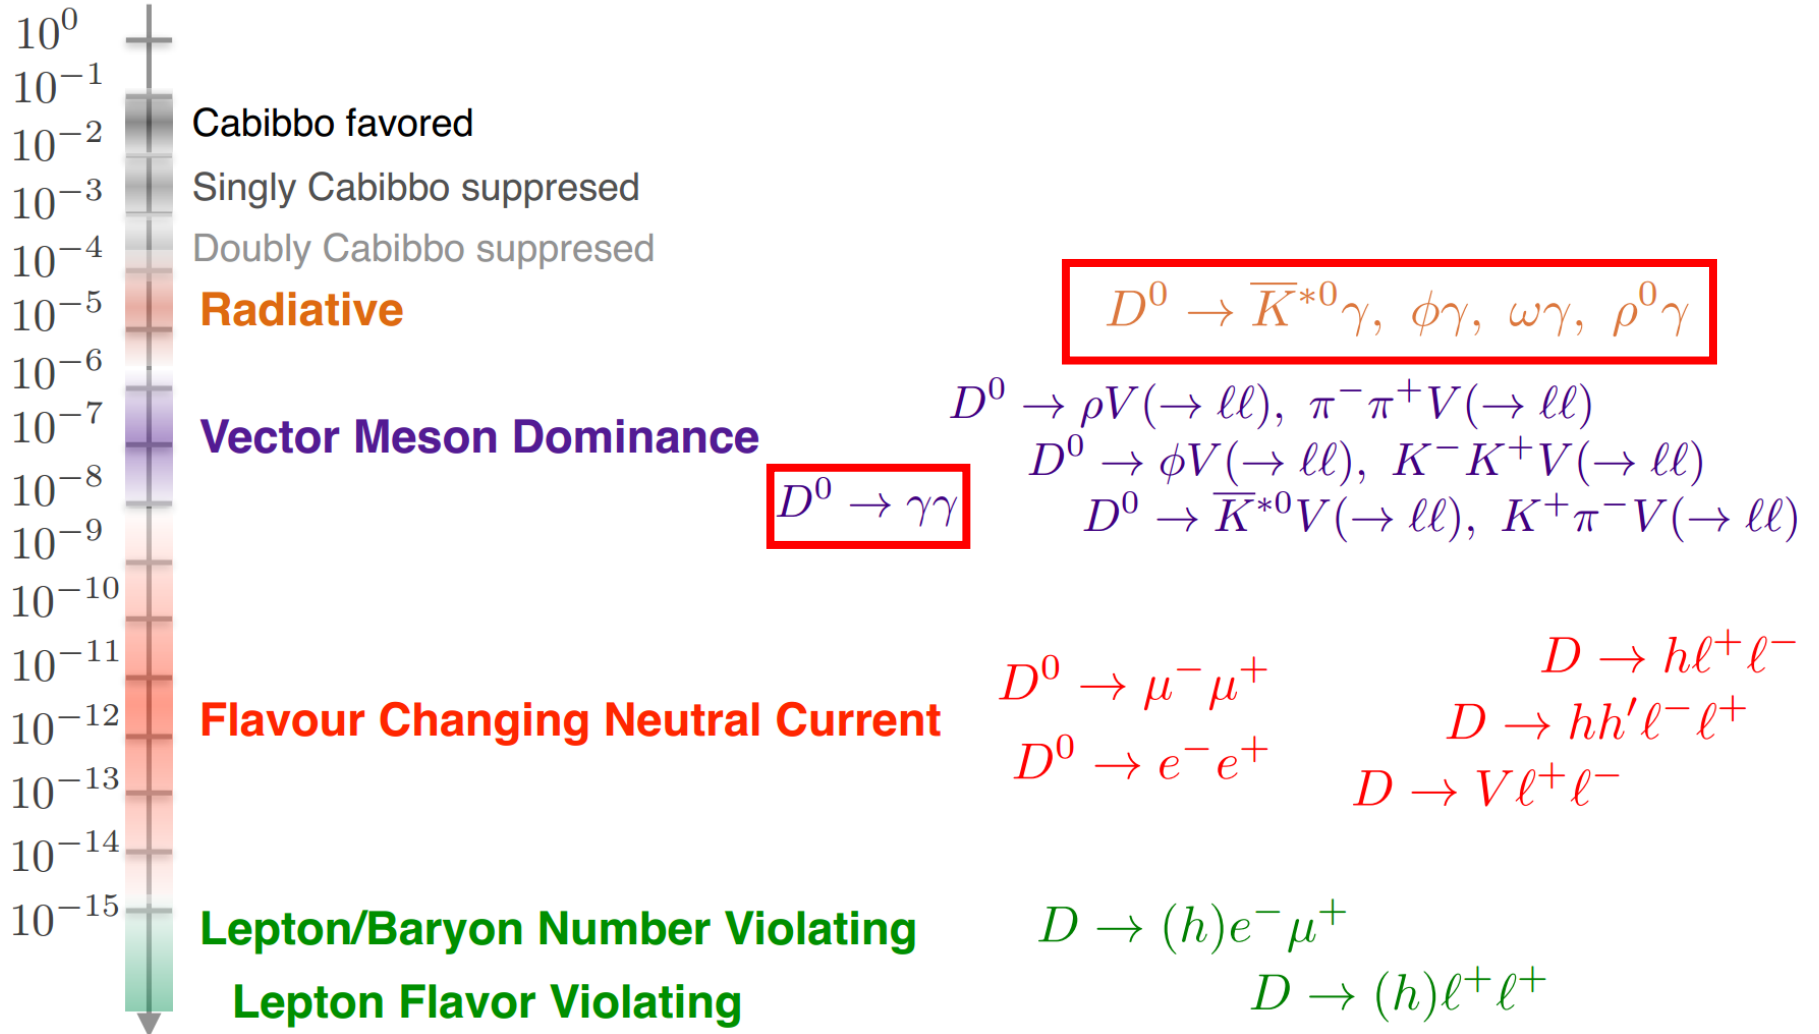 10^0
10^{-1}
Cabibbo favored
10^{-2}
Singly Cabibbo suppresed
10^{-3}
Doubly Cabibbo suppresed
10^{-4}
Radiative
D^0 → \overline{K}^{*0}γ, φγ, ωγ, ρ^0γ
10^{-5}
10^{-6}
D^0 → ρV(→ ℓℓ), π^-π^+V(→ ℓℓ)
10^{-7}
Vector Meson Dominance
D^0 → φV(→ ℓℓ), K^-K^+V(→ ℓℓ)
10^{-8}
D^0 → γγ
D^0 → \overline{K}^{*0}V(→ ℓℓ), K^+π^-V(→ ℓℓ)
10^{-9}
10^{-10}
10^{-11}
D → hℓ^+ℓ^-
D^0 → μ^-μ^+
10^{-12}
Flavour Changing Neutral Current
D → hh′ℓ^-ℓ^+
D^0 → e^-e^+
10^{-13}
D → Vℓ^+ℓ^-
10^{-14}
10^{-15}
Lepton/Baryon Number Violating
D → (h)e^-μ^+
Lepton Flavor Violating
D → (h)ℓ^+ℓ^+